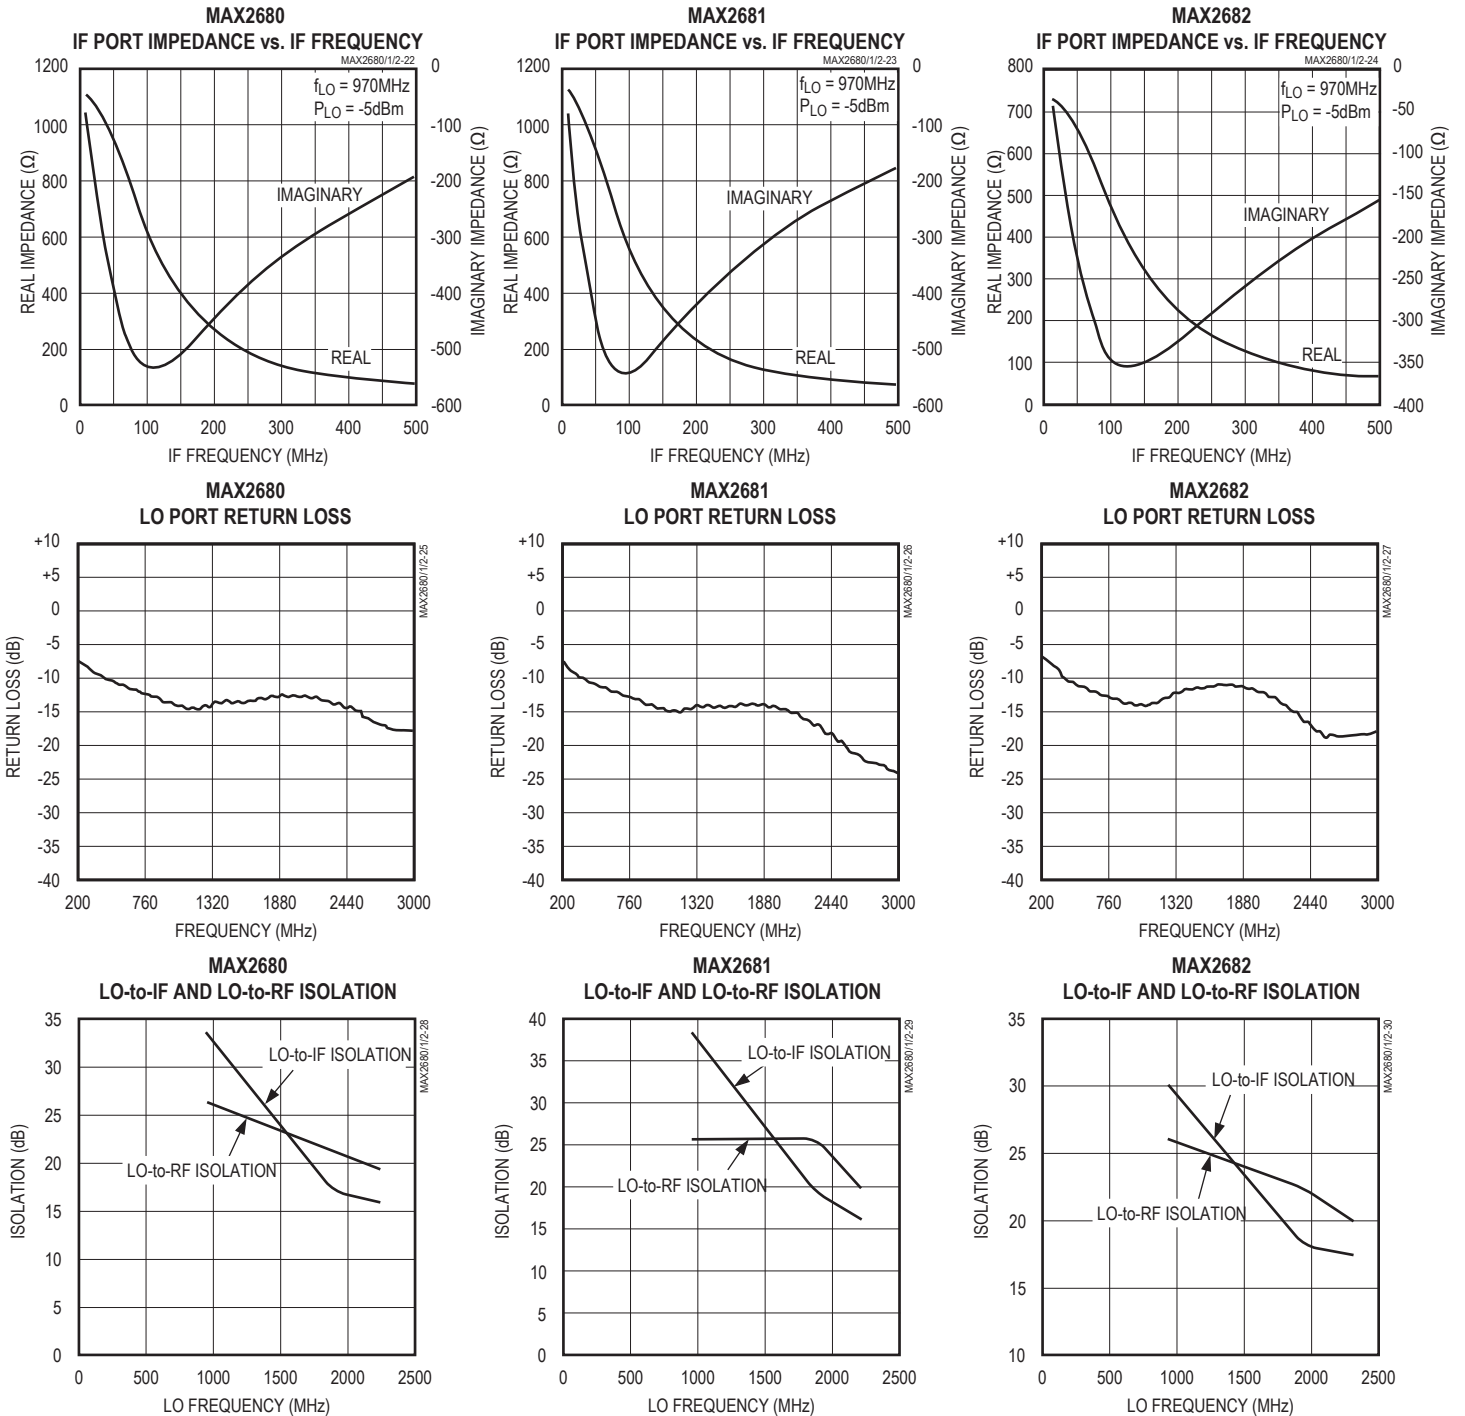 MAX2680
IF PORT IMPEDANCE vs. IF FREQUENCY
MAX2680/1/2-22
fLO = 970MHz
PLO = -5dBm
IMAGINARY
REAL
REAL IMPEDANCE (Ω)
1200
1000
800
600
400
200
0
IMAGINARY IMPEDANCE (Ω)
0
-100
-200
-300
-400
-500
-600
0 100 200 300 400 500
IF FREQUENCY (MHz)
MAX2681
IF PORT IMPEDANCE vs. IF FREQUENCY
MAX2680/1/2-23
fLO = 970MHz
PLO = -5dBm
IMAGINARY
REAL
REAL IMPEDANCE (Ω)
1200
1000
800
600
400
200
0
IMAGINARY IMPEDANCE (Ω)
0
-100
-200
-300
-400
-500
-600
0 100 200 300 400 500
IF FREQUENCY (MHz)
MAX2682
IF PORT IMPEDANCE vs. IF FREQUENCY
MAX2680/1/2-24
fLO = 970MHz
PLO = -5dBm
IMAGINARY
REAL
REAL IMPEDANCE (Ω)
800
700
600
500
400
300
200
100
0
IMAGINARY IMPEDANCE (Ω)
0
-50
-100
-150
-200
-250
-300
-350
-400
0 100 200 300 400 500
IF FREQUENCY (MHz)
MAX2680
LO PORT RETURN LOSS
MAX2680/1/2-25
RETURN LOSS (dB)
+10
+5
0
-5
-10
-15
-20
-25
-30
-35
-40
200 760 1320 1880 2440 3000
FREQUENCY (MHz)
MAX2681
LO PORT RETURN LOSS
MAX2680/1/2-26
RETURN LOSS (dB)
+10
+5
0
-5
-10
-15
-20
-25
-30
-35
-40
200 760 1320 1880 2440 3000
FREQUENCY (MHz)
MAX2682
LO PORT RETURN LOSS
MAX2680/1/2-27
RETURN LOSS (dB)
+10
+5
0
-5
-10
-15
-20
-25
-30
-35
-40
200 760 1320 1880 2440 3000
FREQUENCY (MHz)
MAX2680
LO-to-IF AND LO-to-RF ISOLATION
MAX2680/1/2-28
LO-to-IF ISOLATION
LO-to-RF ISOLATION
ISOLATION (dB)
35
30
25
20
15
10
5
0
0 500 1000 1500 2000 2500
LO FREQUENCY (MHz)
MAX2681
LO-to-IF AND LO-to-RF ISOLATION
MAX2680/1/2-29
LO-to-IF ISOLATION
LO-to-RF ISOLATION
ISOLATION (dB)
40
35
30
25
20
15
10
5
0
0 500 1000 1500 2000 2500
LO FREQUENCY (MHz)
MAX2682
LO-to-IF AND LO-to-RF ISOLATION
MAX2680/1/2-30
LO-to-IF ISOLATION
LO-to-RF ISOLATION
ISOLATION (dB)
35
30
25
20
15
10
0 500 1000 1500 2000 2500
LO FREQUENCY (MHz)